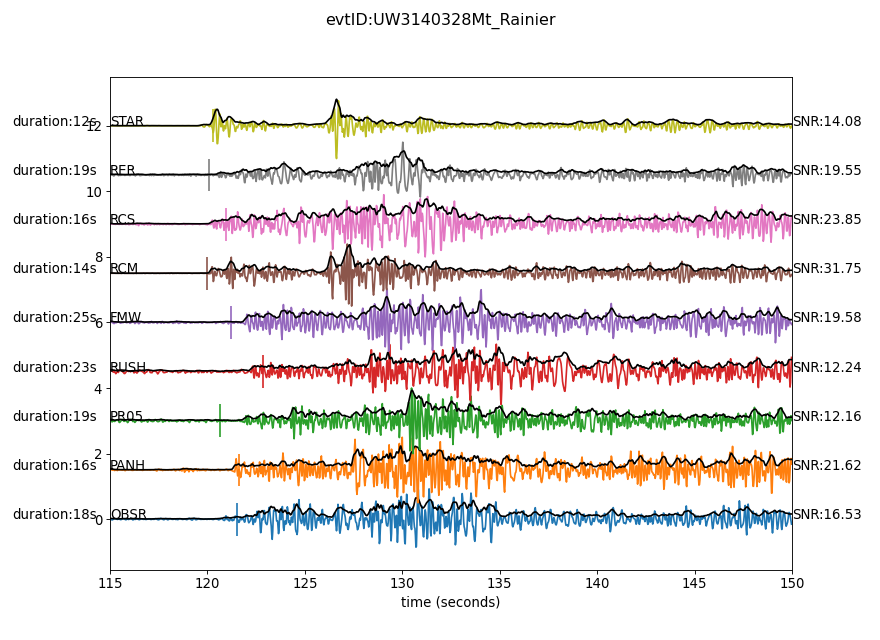 evtID:UW3140328Mt_Rainier
duration:12s 12 STAR SNR:14.08
duration:19s RER SNR:19.55
10
duration:16s RCS SNR:23.85
8
duration:14s RCM SNR:31.75
duration:25s 6 FMW SNR:19.58
duration:23s RUSH SNR:12.24
4
duration:19s PR05 SNR:12.16
2
duration:16s PANH SNR:21.62
duration:18s 0 OBSR SNR:16.53
115 120 125 130 135 140 145 150
time (seconds)